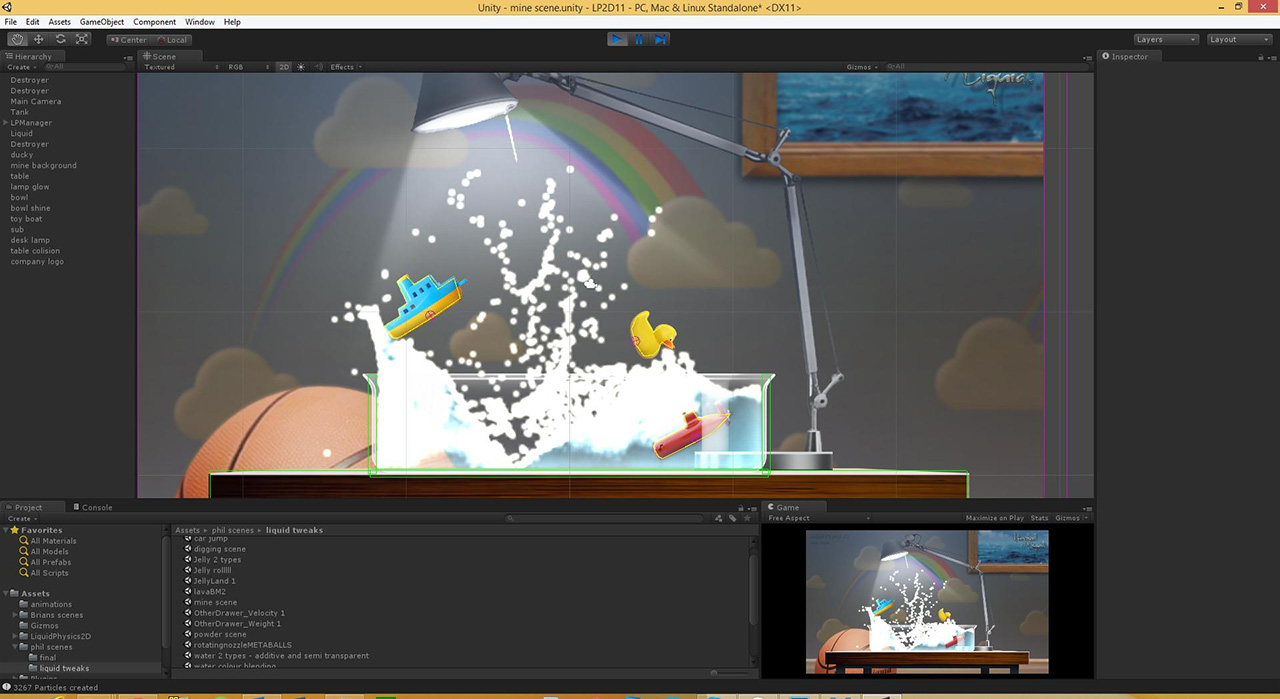 Unity - mine scene.unity - LP2D11 - PC, Mac & Linux Standalone* <DX11>
File Edit Assets GameObject Component Window Help
Center Local
Layers Layout
Hierarchy Scene Inspector
Create All
Textured RGB 2D Effects Gizmos All
Destroyer
Destroyer
Main Camera
Tank
LPManager
Liquid
Destroyer
ducky
mine background
table
lamp glow
bowl
bowl shine
toy boat
sub
desk lamp
table colision
company logo
Liquid
Project Console
Create
Favorites
All Materials
All Models
All Prefabs
All Scripts
Assets
animations
Brians scenes
Gizmos
LiquidPhysics2D
phil scenes
final
liquid tweaks
Plugins
Assets phil scenes liquid tweaks
car jump
digging scene
Jelly 2 types
Jelly rolllll
JellyLand 1
lavaBM2
mine scene
OtherDrawer_Velocity 1
OtherDrawer_Weight 1
powder scene
rotatingnozzleMETABALLS
water 2 types - additive and semi transparent
water colour blending
Game
Free Aspect Maximize on Play Stats Gizmos
3267 Particles created